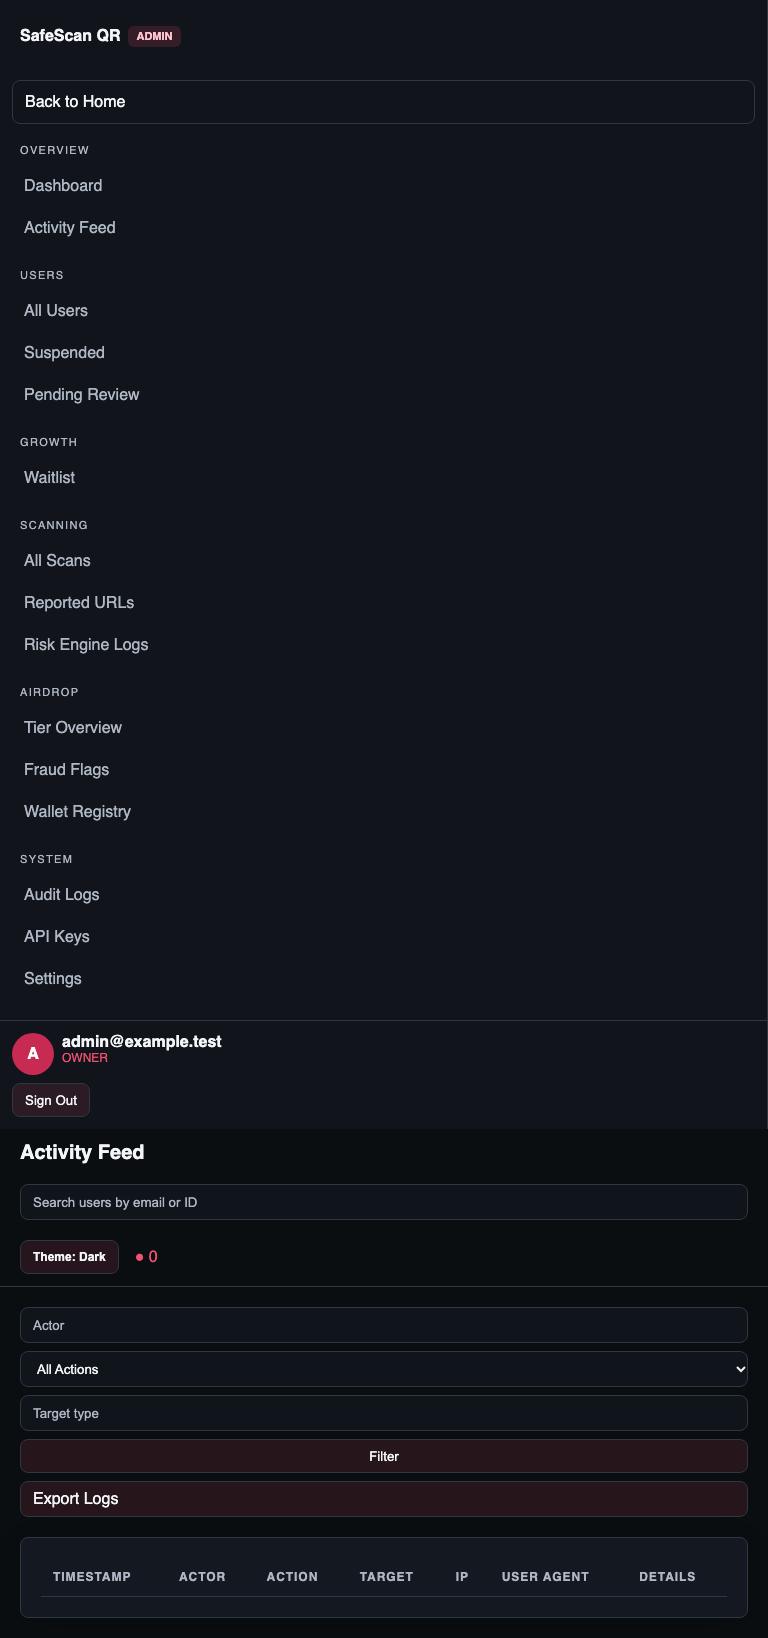 SafeScan QR ADMIN
Back to Home
OVERVIEW
Dashboard
Activity Feed
USERS
All Users
Suspended
Pending Review
GROWTH
Waitlist
SCANNING
All Scans
Reported URLs
Risk Engine Logs
AIRDROP
Tier Overview
Fraud Flags
Wallet Registry
SYSTEM
Audit Logs
API Keys
Settings
A admin@example.test
OWNER
Sign Out
Activity Feed
Search users by email or ID
Theme: Dark ● 0
Actor
All Actions
Target type
Filter
Export Logs
TIMESTAMP ACTOR ACTION TARGET IP USER AGENT DETAILS